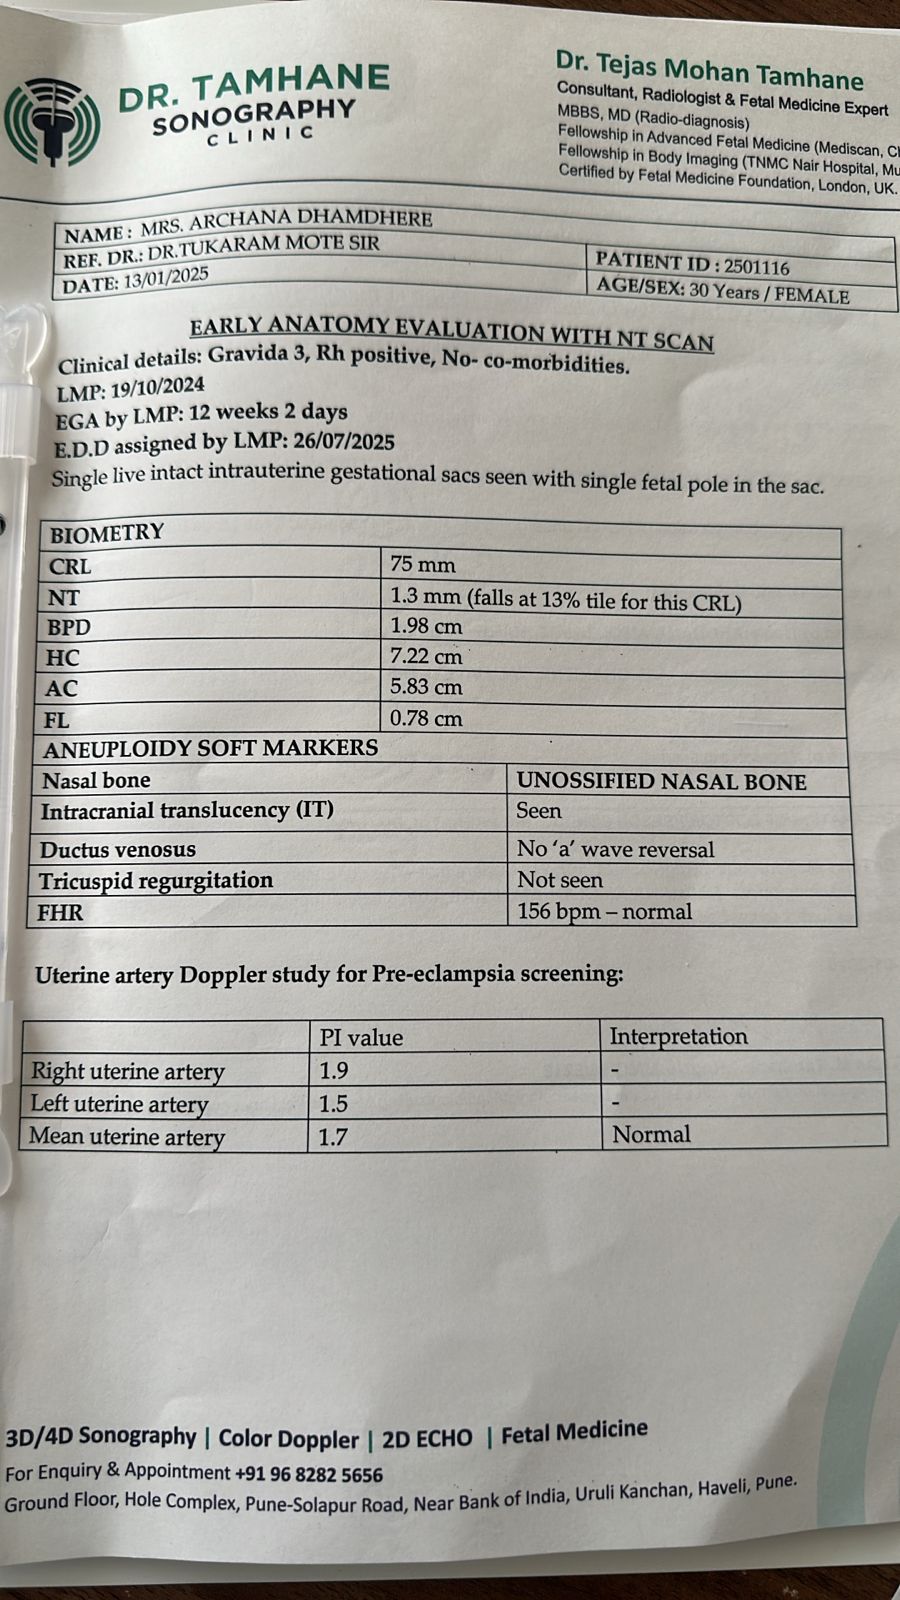 DR. TAMHANE
SONOGRAPHY
CLINIC
Dr. Tejas Mohan Tamhane
Consultant, Radiologist & Fetal Medicine Expert
MBBS, MD (Radio-diagnosis)
Fellowship in Advanced Fetal Medicine (Mediscan,
Fellowship in Body Imaging (TNMC Nair Hospital,
Certified by Fetal Medicine Foundation, London, UK.
NAME : MRS. ARCHANA DHAMDHERE
REF. DR.: DR.TUKARAM MOTE SIR
PATIENT ID : 2501116
DATE: 13/01/2025
AGE/SEX: 30 Years / FEMALE
EARLY ANATOMY EVALUATION WITH NT SCAN
Clinical details: Gravida 3, Rh positive, No- co-morbidities.
LMP: 19/10/2024
EGA by LMP: 12 weeks 2 days
E.D.D assigned by LMP: 26/07/2025
Single live intact intrauterine gestational sacs seen with single fetal pole in the sac.
BIOMETRY
CRL 75 mm
NT 1.3 mm (falls at 13% tile for this CRL)
BPD 1.98 cm
HC 7.22 cm
AC 5.83 cm
FL 0.78 cm
ANEUPLOIDY SOFT MARKERS
Nasal bone UNOSSIFIED NASAL BONE
Intracranial translucency (IT) Seen
Ductus venosus No 'a' wave reversal
Tricuspid regurgitation Not seen
FHR 156 bpm – normal
Uterine artery Doppler study for Pre-eclampsia screening:
PI value Interpretation
Right uterine artery 1.9 -
Left uterine artery 1.5 -
Mean uterine artery 1.7 Normal
3D/4D Sonography | Color Doppler | 2D ECHO | Fetal Medicine
For Enquiry & Appointment +91 96 8282 5656
Ground Floor, Hole Complex, Pune-Solapur Road, Near Bank of India, Uruli Kanchan, Haveli, Pune.